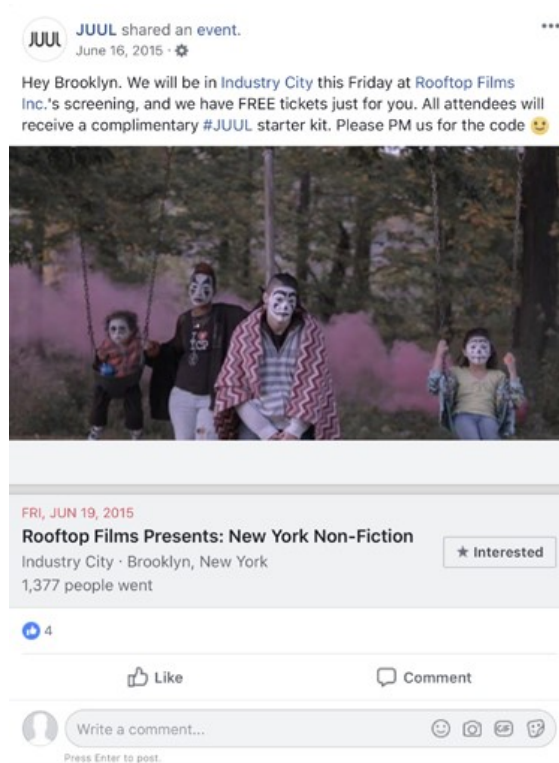 JUUL
JUUL shared an event.
June 16, 2015 ·
Hey Brooklyn. We will be in Industry City this Friday at Rooftop Films
Inc.'s screening, and we have FREE tickets just for you. All attendees will
receive a complimentary #JUUL starter kit. Please PM us for the code 😉
FRI, JUN 19, 2015
Rooftop Films Presents: New York Non-Fiction
Industry City · Brooklyn, New York
1,377 people went
★ Interested
4
Like
Comment
Write a comment...
GIF
Press Enter to post.